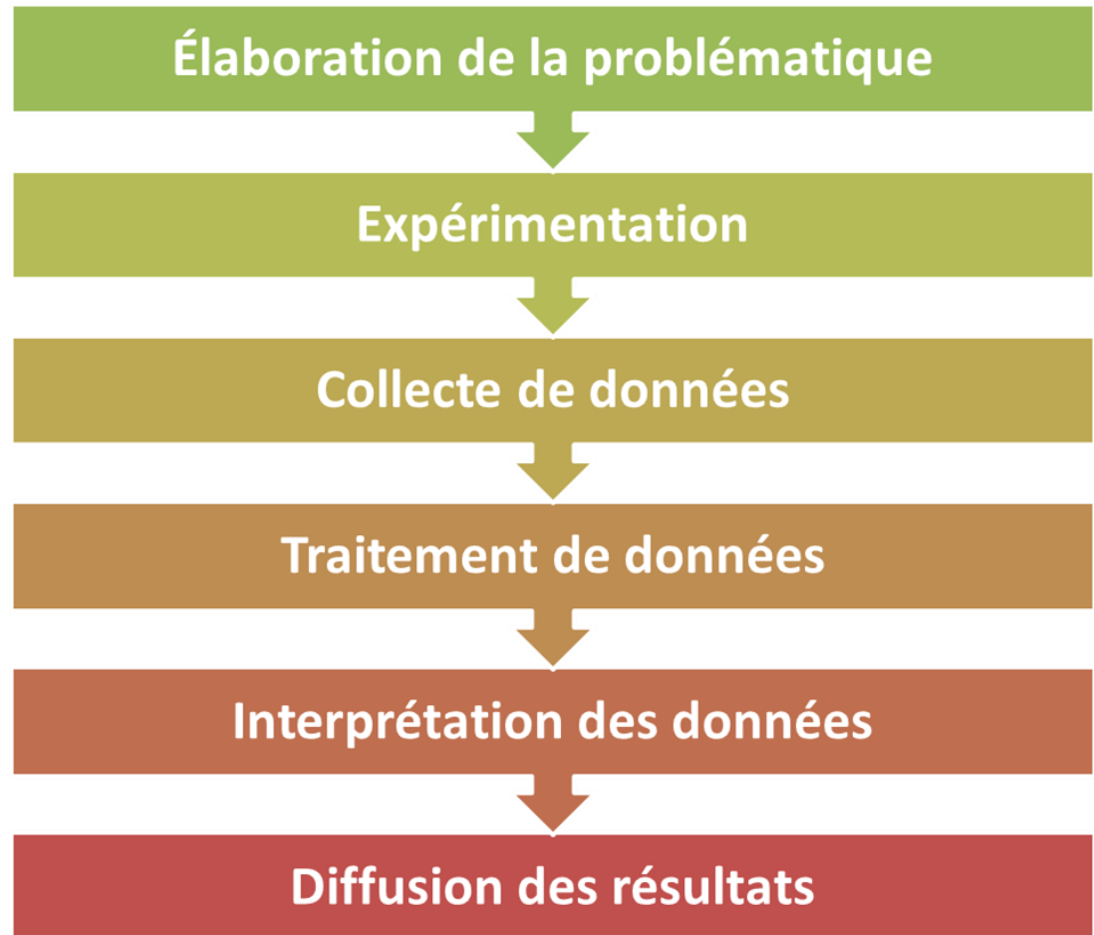 Élaboration de la problématique
Expérimentation
Collecte de données
Traitement de données
Interprétation des données
Diffusion des résultats